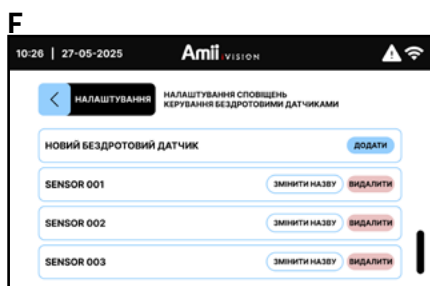 F
10:26 | 27-05-2025 Amii.VISION
НАЛАШТУВАННЯ
НАЛАШТУВАННЯ СПОВІЩЕНЬ
КЕРУВАННЯ БЕЗДРОТОВИМИ ДАТЧИКАМИ
НОВИЙ БЕЗДРОТОВИЙ ДАТЧИК ДОДАТИ
SENSOR 001 ЗМІНИТИ НАЗВУ ВИДАЛИТИ
SENSOR 002 ЗМІНИТИ НАЗВУ ВИДАЛИТИ
SENSOR 003 ЗМІНИТИ НАЗВУ ВИДАЛИТИ